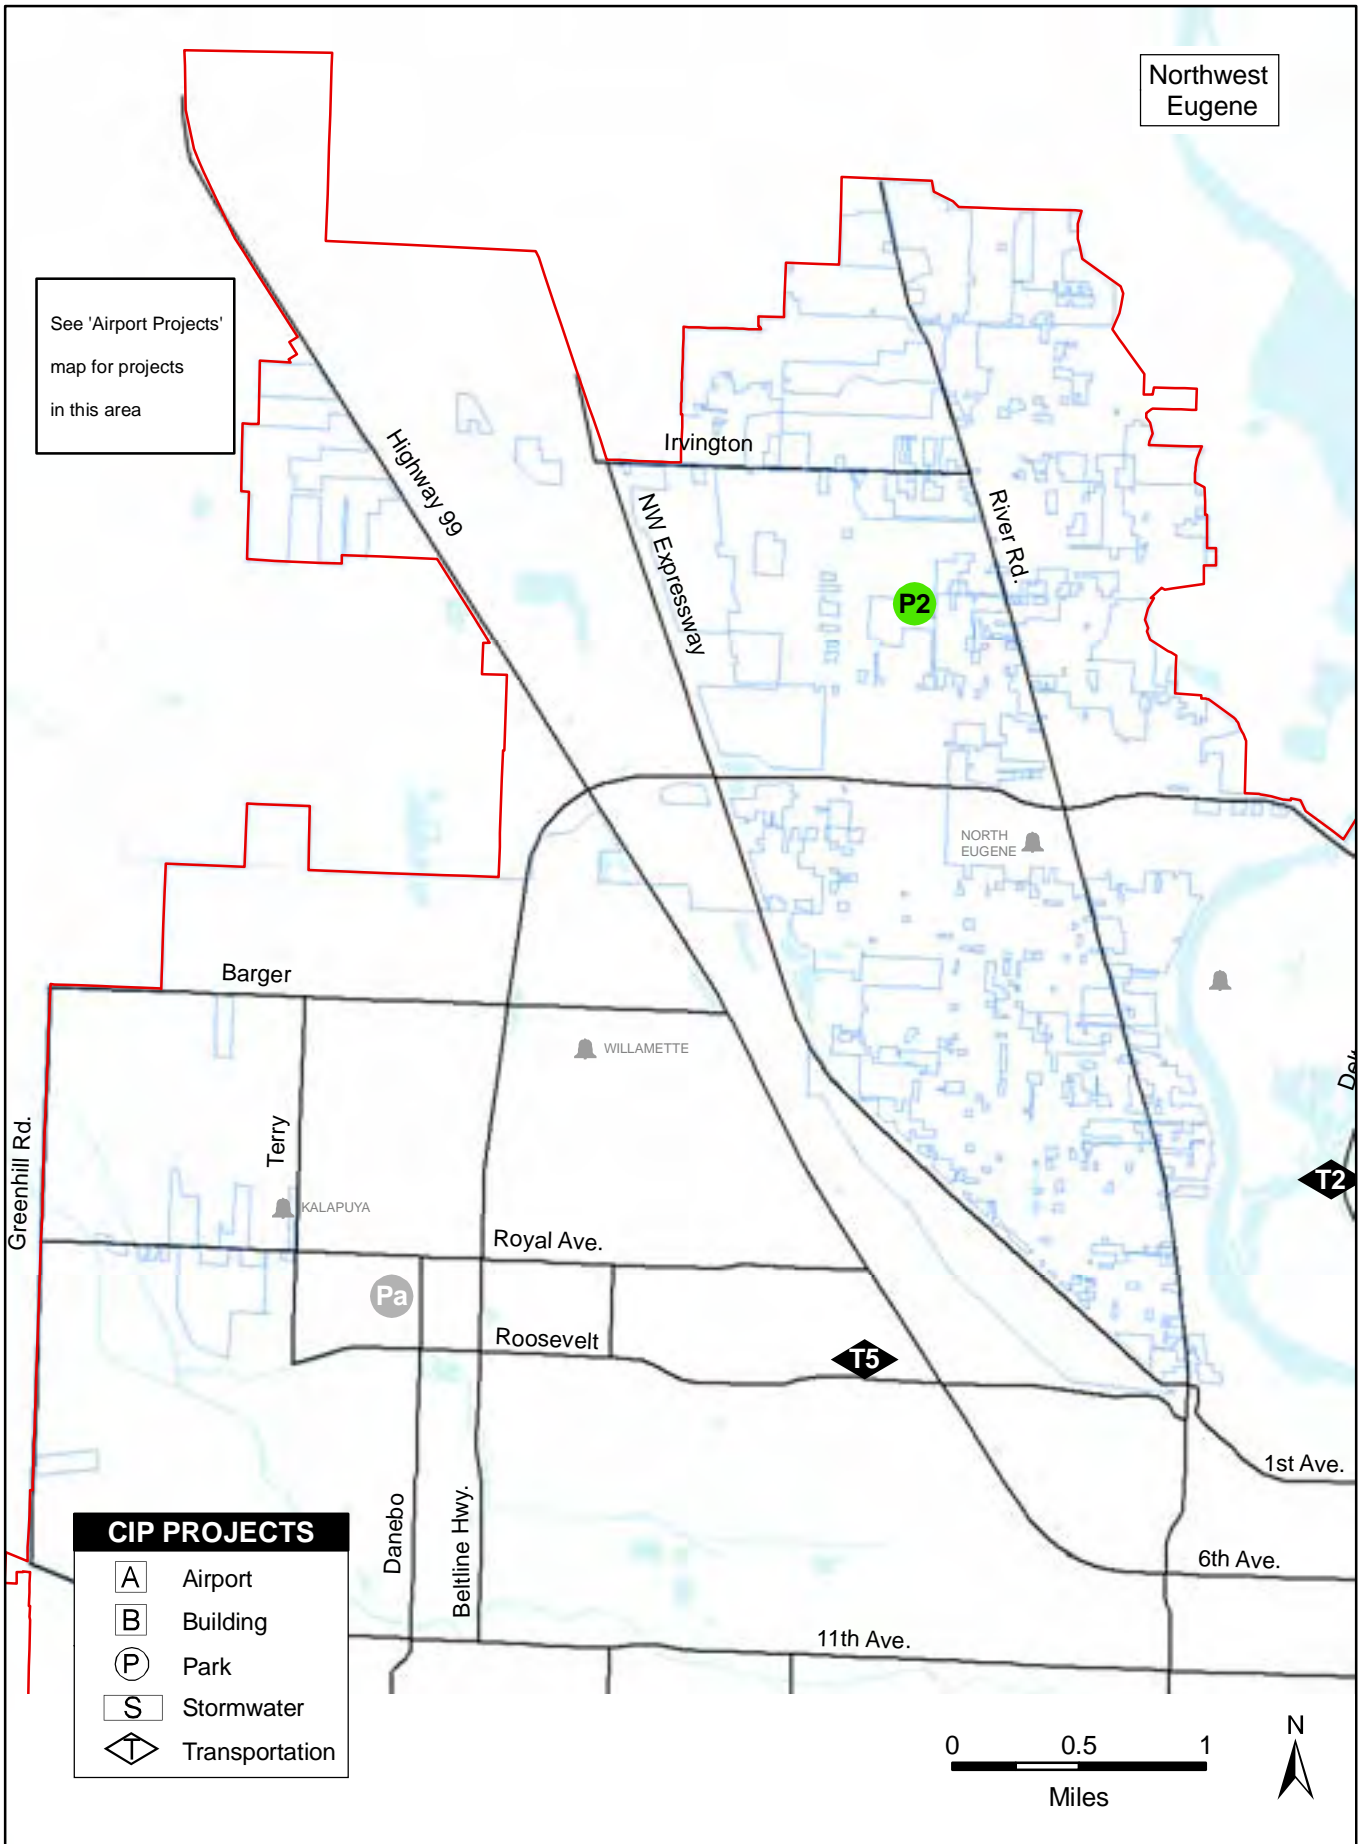 Northwest
Eugene
See 'Airport Projects'
map for projects
in this area
Highway 99
Irvington
NW Expressway
River Rd.
P2
NORTH
EUGENE
Barger
WILLAMETTE
Greenhill Rd.
Terry
KALAPUYA
T2
Royal Ave.
Pa
Roosevelt
T5
1st Ave.
Danebo
Beltline Hwy.
6th Ave.
11th Ave.
CIP PROJECTS
A Airport
B Building
P Park
S Stormwater
T Transportation
0 0.5 1
Miles
N